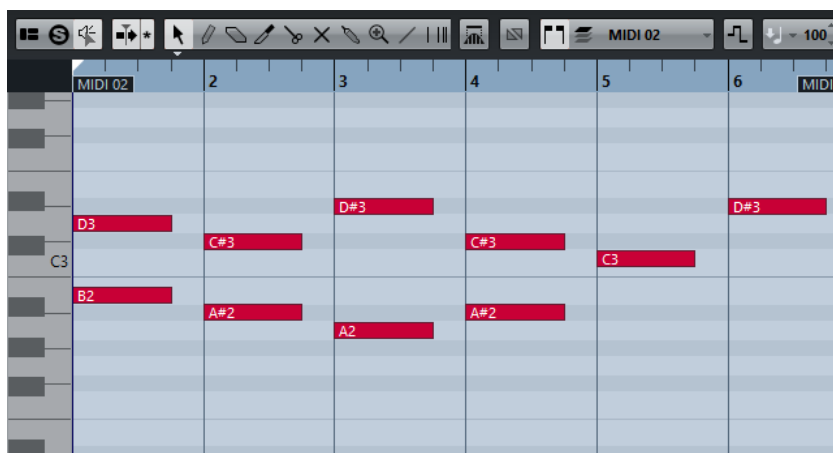 MIDI 02 100
2 3 4 5 6
MIDI 02 MIDI
D#3 D#3
D3
C#3 C#3
C3 C3
B2
A#2 A#2
A2